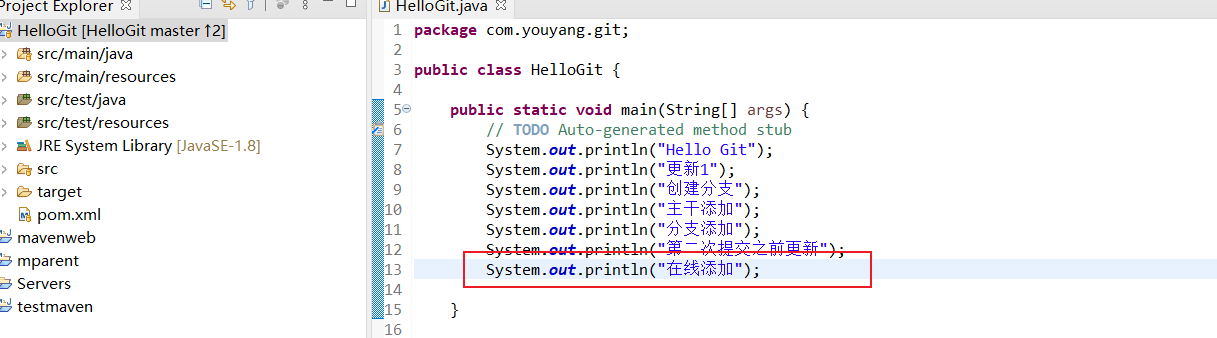 Project Explorer
HelloGit [HelloGit master ↑2]
src/main/java
src/main/resources
src/test/java
src/test/resources
JRE System Library [JavaSE-1.8]
src
target
pom.xml
mavenweb
mparent
Servers
testmaven
HelloGit.java
1 package com.youyang.git;
2
3 public class HelloGit {
4
5 public static void main(String[] args) {
6 // TODO Auto-generated method stub
7 System.out.println("Hello Git");
8 System.out.println("更新1");
9 System.out.println("创建分支");
10 System.out.println("主干添加");
11 System.out.println("分支添加");
12 System.out.println("第二次提交之前更新");
13 System.out.println("在线添加");
14
15 }
16